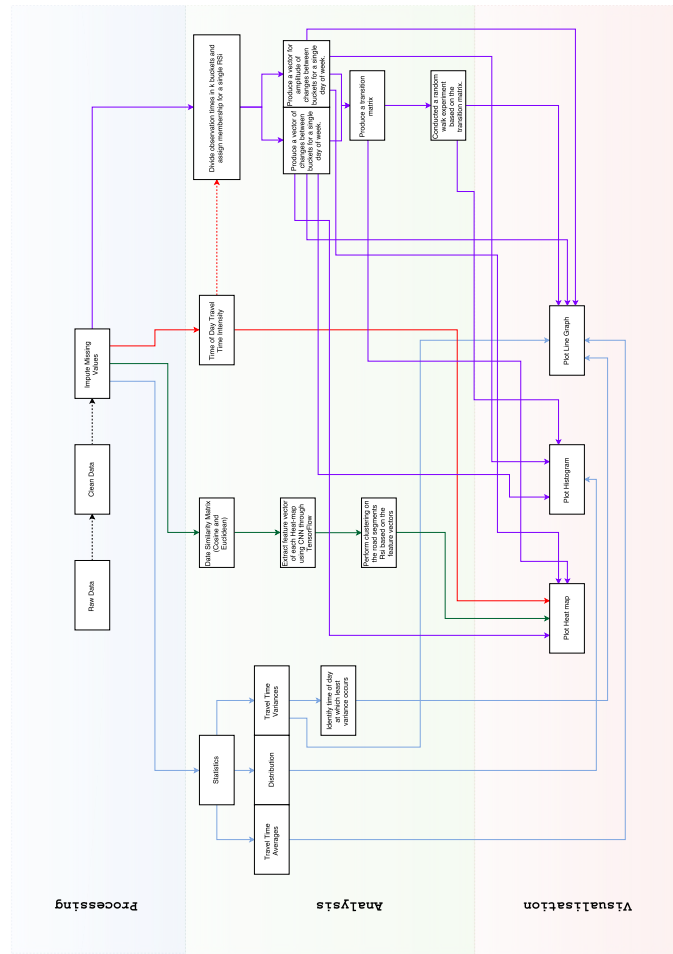 Processing
Raw Data
Clean Data
Impute Missing
Values
Analysis
Statistics
Travel Time
Averages
Distribution
Travel Time
Variances
Identify time of day
at which least
variance occurs
Date Similarity Matrix
(Cosine and
Euclidean)
Extract feature vector
of each Heat-map
using CNN through
TensorFlow
Perform clustering on
the road segments
Rsi based on the
feature vectors
Time of Day Travel
Time Intensity
Divide observation times in k buckets and
assign membership for a single RSi
Produce a vector of
changes between
buckets for a single
day of week.
Produce a vector for
amplitude of
changes between
buckets for a single
day of week.
Produce a transition
matrix
Conducted a random
walk experiment
based on the
transition matrix.
Visualisation
Plot Heat map
Plot Histogram
Plot Line Graph